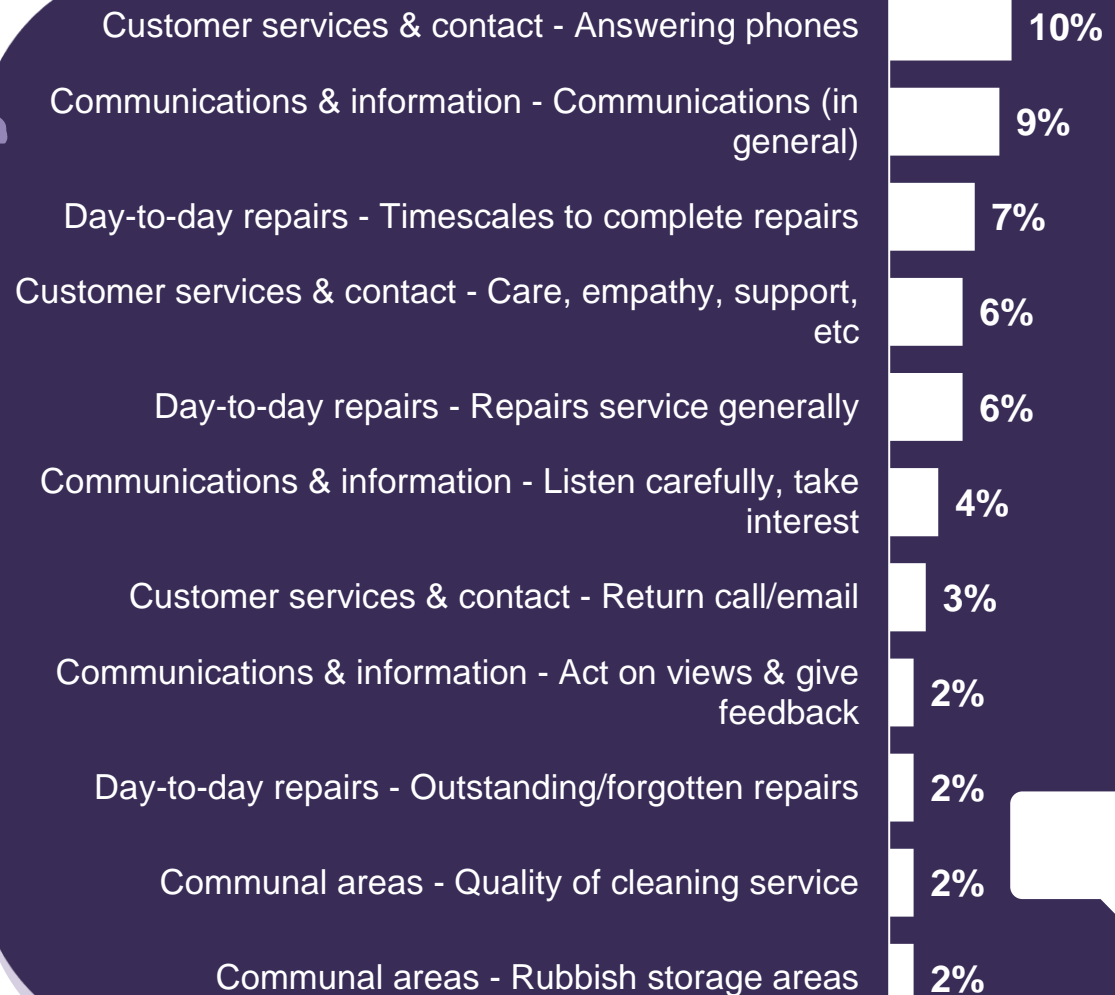 Customer services & contact - Answering phones 10%
Communications & information - Communications (in
general) 9%
Day-to-day repairs - Timescales to complete repairs 7%
Customer services & contact - Care, empathy, support,
etc 6%
Day-to-day repairs - Repairs service generally 6%
Communications & information - Listen carefully, take
interest 4%
Customer services & contact - Return call/email 3%
Communications & information - Act on views & give
feedback 2%
Day-to-day repairs - Outstanding/forgotten repairs 2%
Communal areas - Quality of cleaning service 2%
Communal areas - Rubbish storage areas 2%